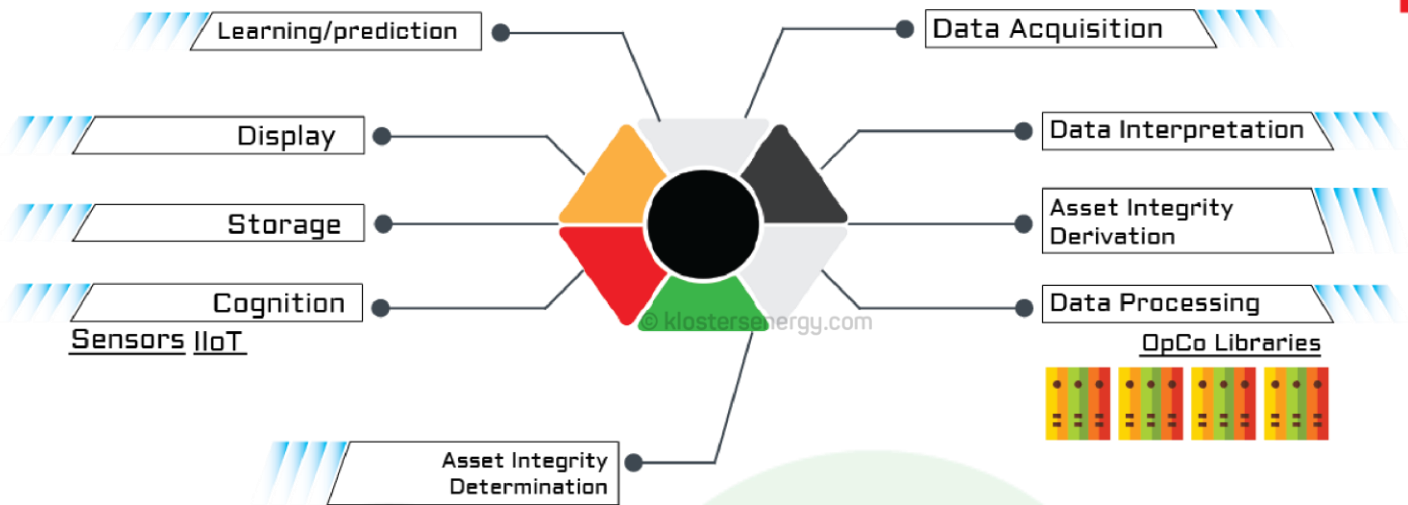 Learning/prediction
Data Acquisition
Display
Data Interpretation
Storage
Asset Integrity
Derivation
Cognition
Data Processing
Sensors IIoT
OpCo Libraries
© klostersenergy.com
Asset Integrity
Determination